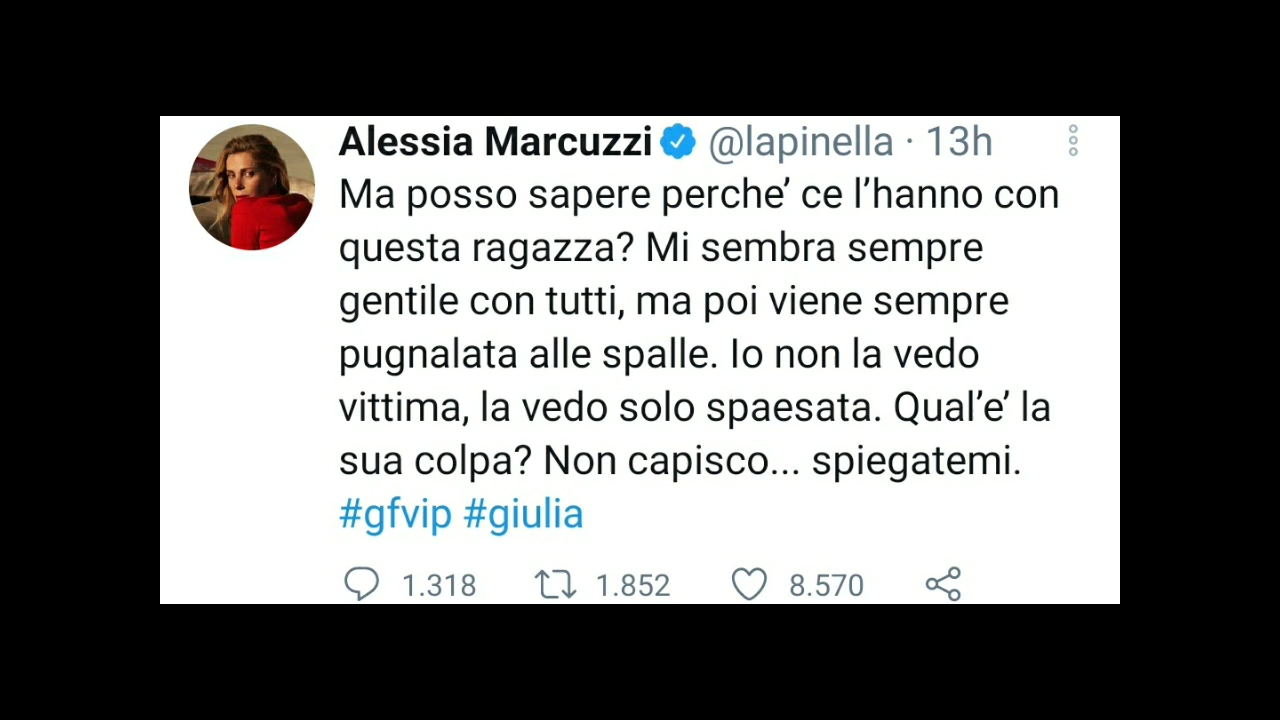 Alessia Marcuzzi @lapinella · 13h
Ma posso sapere perche’ ce l’hanno con
questa ragazza? Mi sembra sempre
gentile con tutti, ma poi viene sempre
pugnalata alle spalle. Io non la vedo
vittima, la vedo solo spaesata. Qual’e’ la
sua colpa? Non capisco... spiegatemi.
#gfvip #giulia
1.318 1.852 8.570